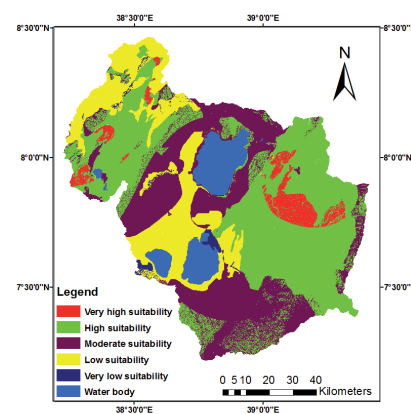 38°30'0"E 39°0'0"E
8°30'0"N 8°30'0"N
N
8°0'0"N 8°0'0"N
7°30'0"N 7°30'0"N
Legend
Very high suitability
High suitability
Moderate suitability
Low suitability
Very low suitability
Water body
0 5 10 20 30 40
Kilometers
38°30'0"E 39°0'0"E